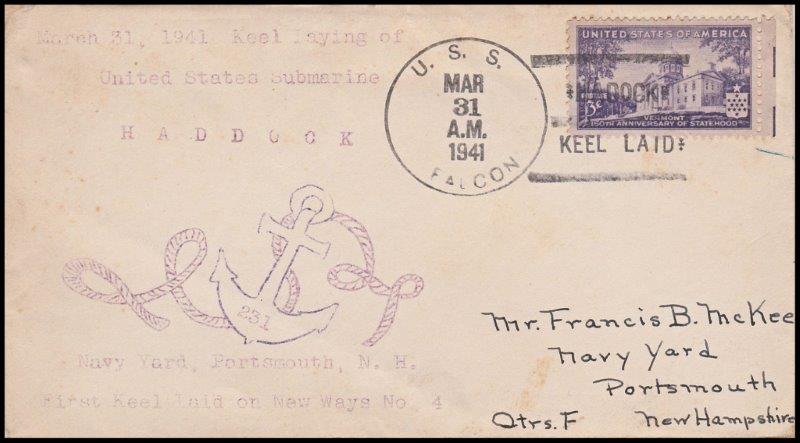 March 31, 1941 Keel laying of
United States Submarine
H A D D O C K
U. S. S.
MAR
31
A.M.
1941
FALCON
UNITED STATES OF AMERICA
HADDOCK
3¢
VERMONT
150TH ANNIVERSARY OF STATEHOOD
KEEL LAID
231
Navy Yard, Portsmouth, N. H.
First Keel Laid on New Ways No 4
Mr. Francis B. McKee
Navy Yard
Portsmouth
Qtrs. F New Hampshire